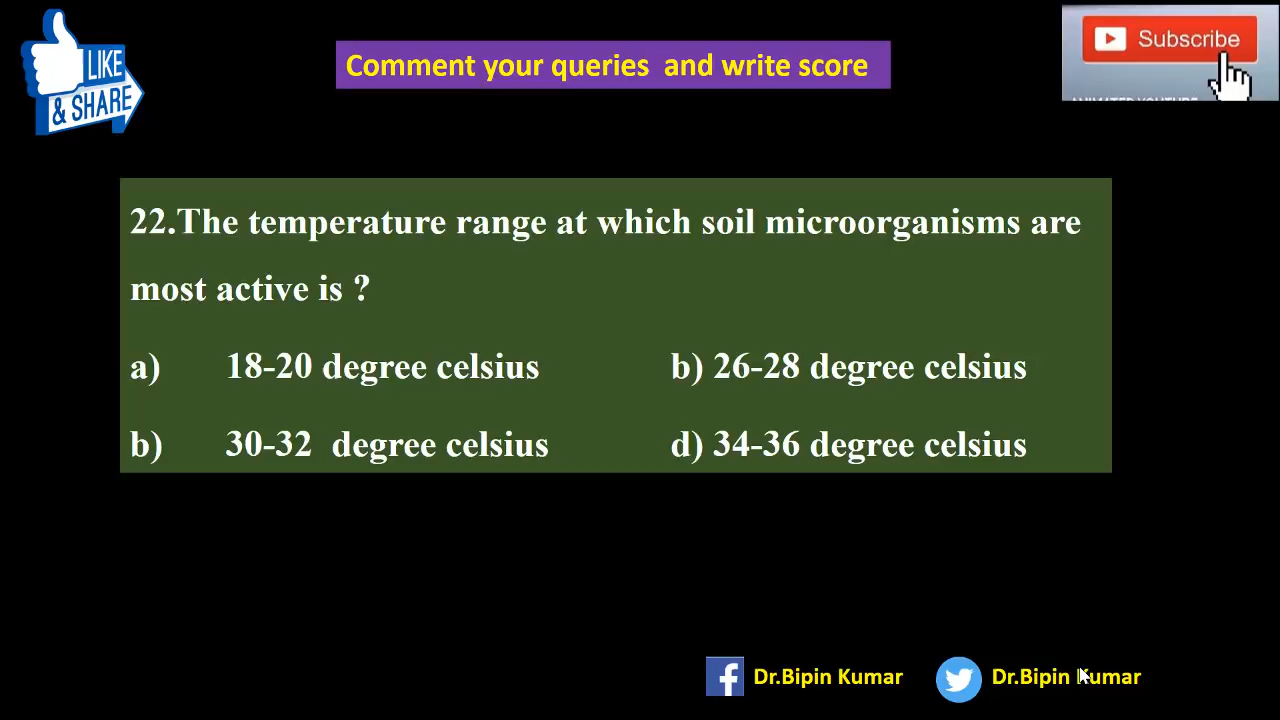 LIKE
& SHARE
Comment your queries and write score
Subscribe
22.The temperature range at which soil microorganisms are
most active is ?
a) 18-20 degree celsius b) 26-28 degree celsius
b) 30-32 degree celsius d) 34-36 degree celsius
Dr.Bipin Kumar Dr.Bipin Kumar